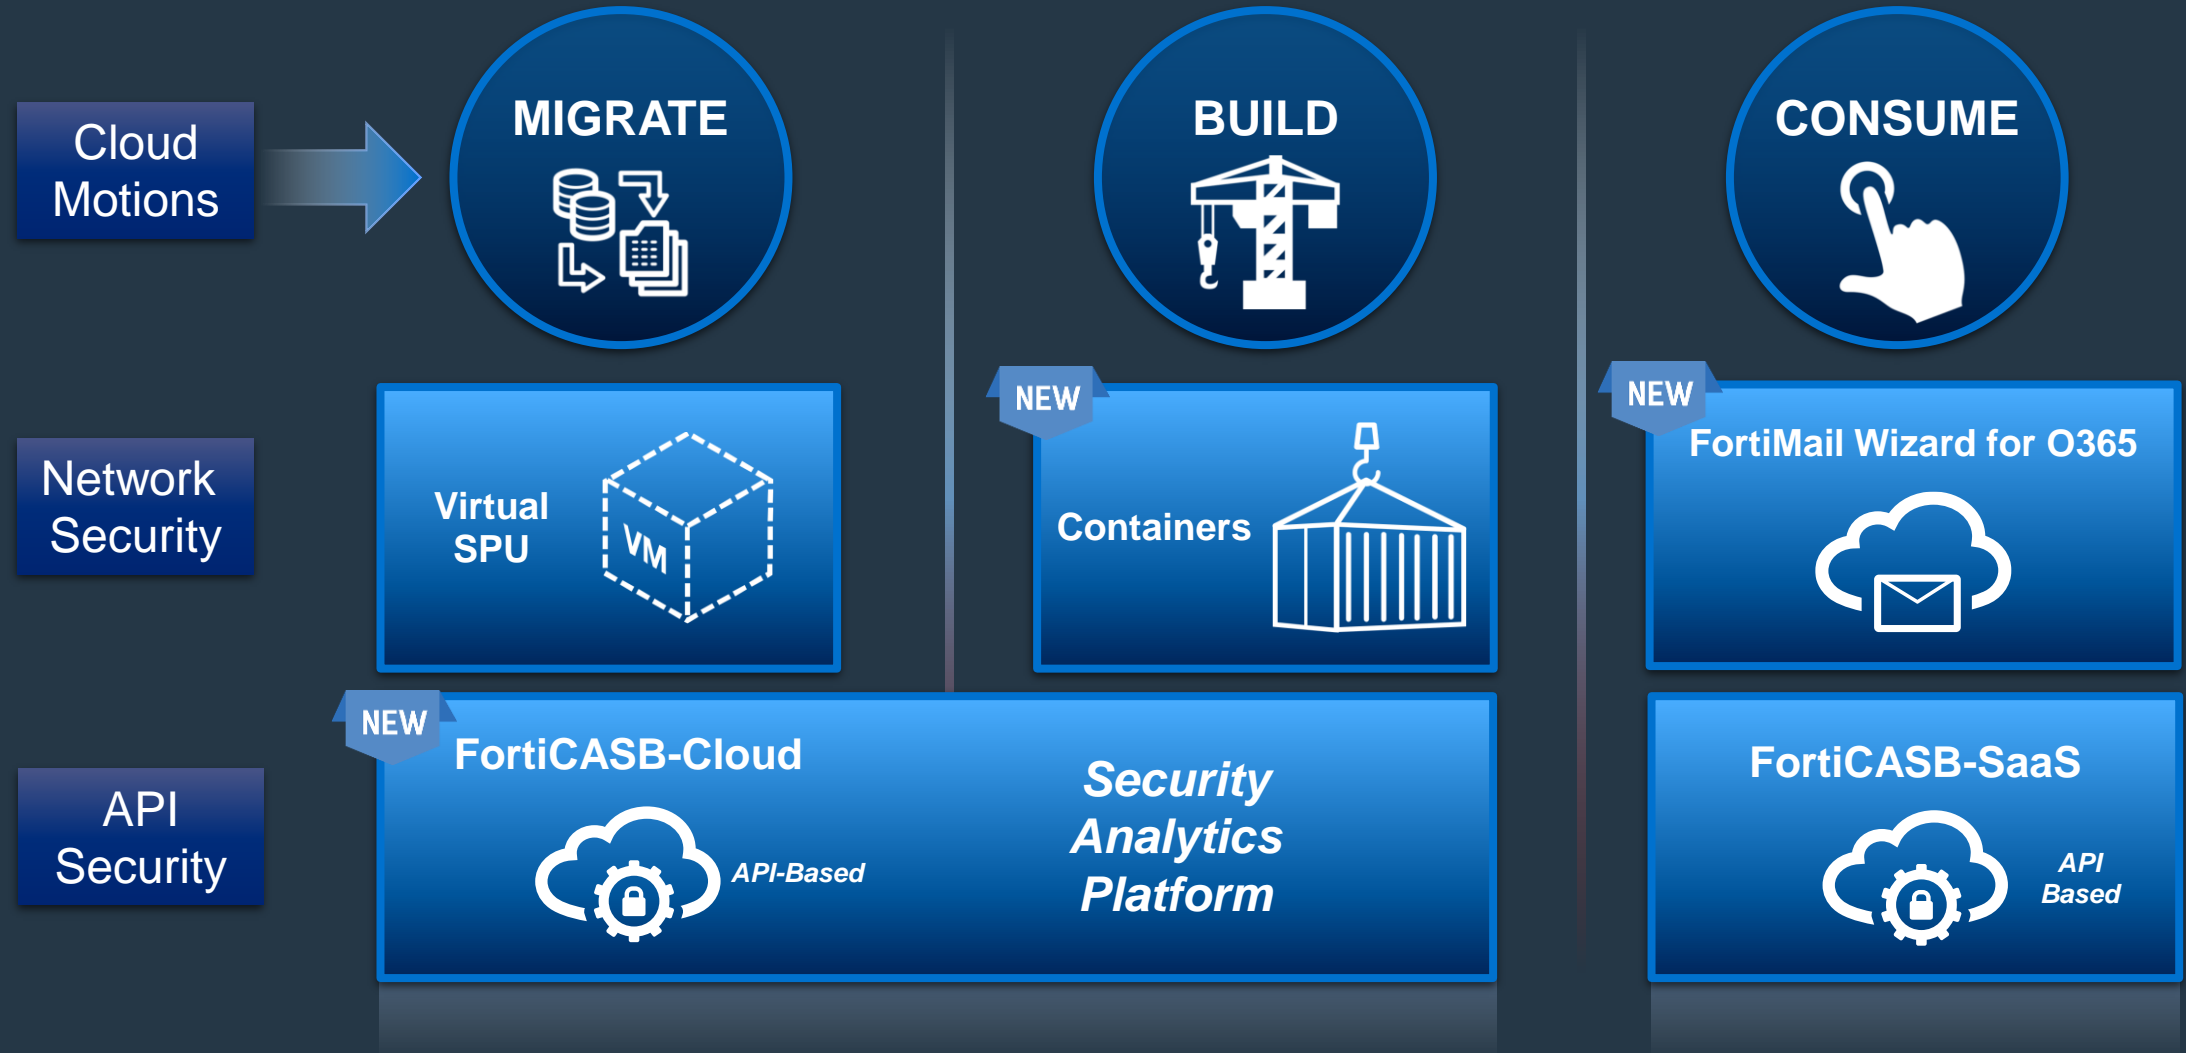 Cloud
Motions
MIGRATE
BUILD
CONSUME
Network
Security
Virtual
SPU
VM
NEW
Containers
NEW
FortiMail Wizard for O365
API
Security
NEW
FortiCASB-Cloud
API-Based
Security
Analytics
Platform
FortiCASB-SaaS
API
Based